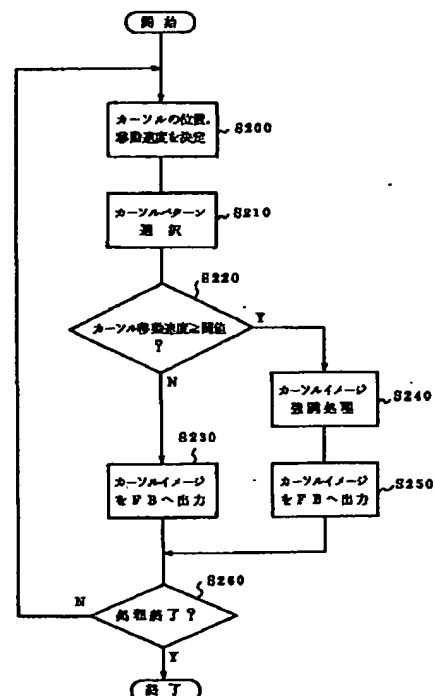 開始
カーソルの位置,
移動速度を決定
S200
カーソルパターン
選択
S210
S220
カーソル移動速度≧閾値
?
Y
N
カーソルイメージ
強調処理
S240
S230
カーソルイメージ
をFBへ出力
カーソルイメージ
をFBへ出力
S250
S260
N
処理終了?
Y
終了